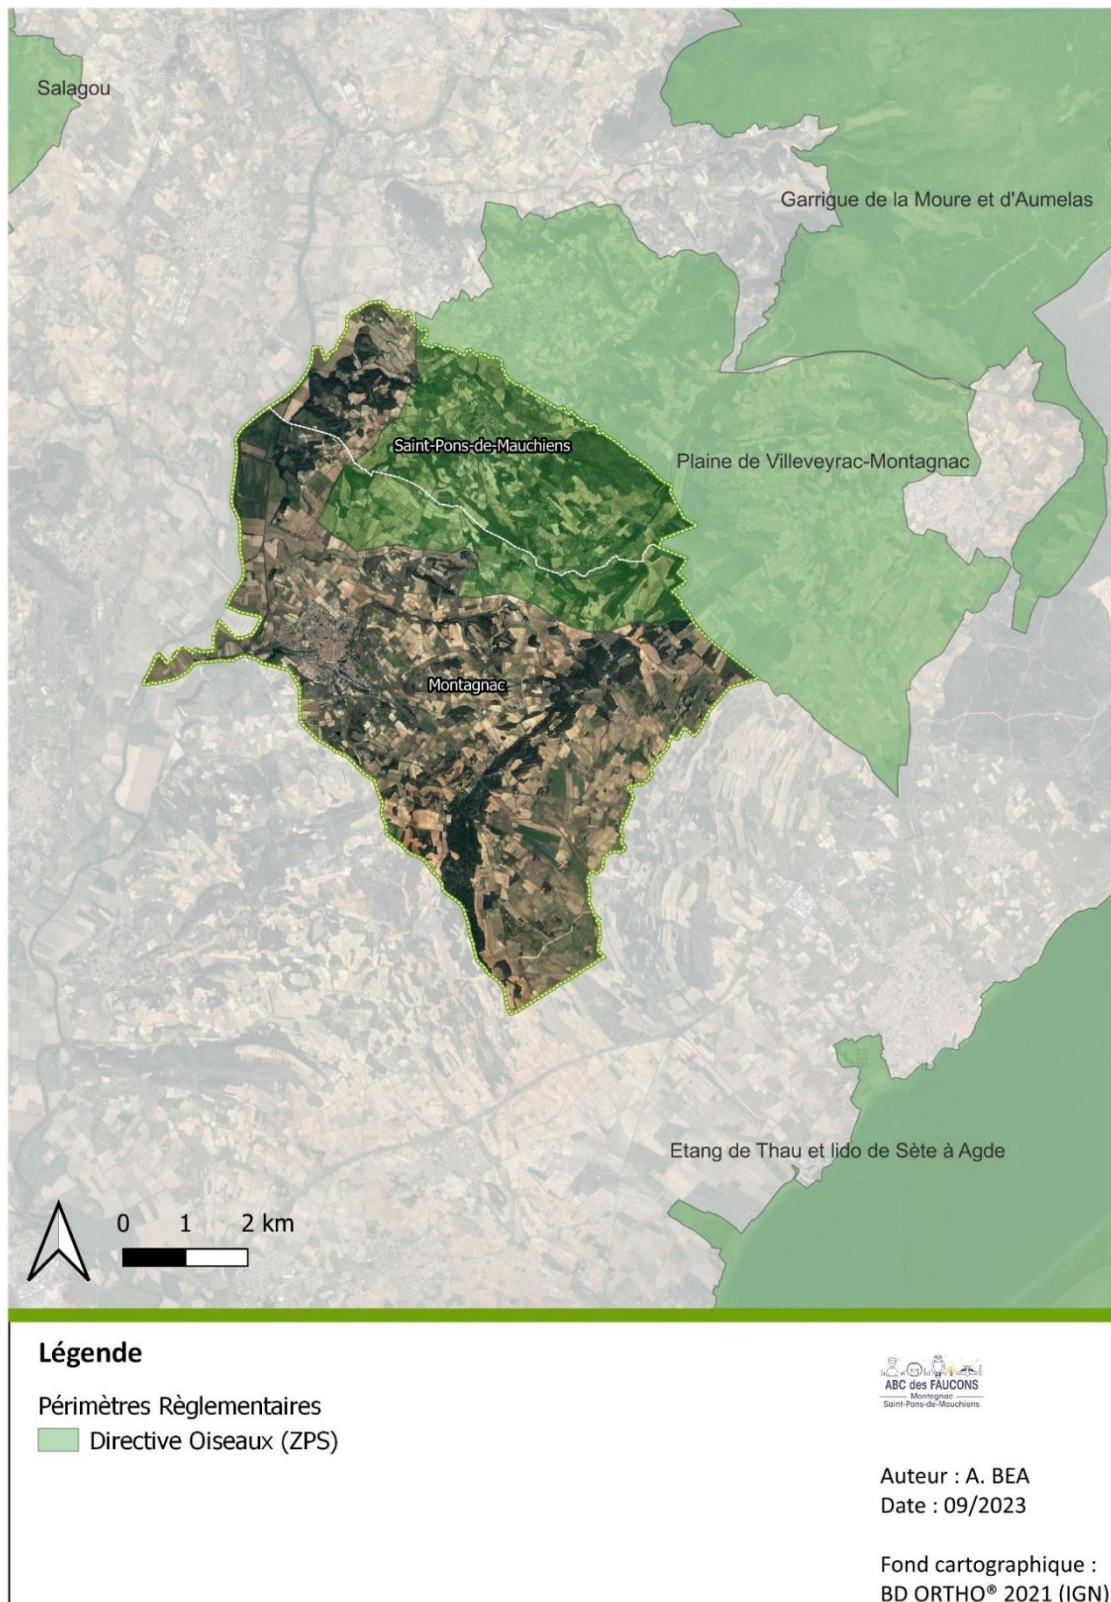 Salagou
Garrigue de la Moure et d'Aumelas
Saint-Pons-de-Mauchiens
Plaine de Villeveyrac-Montagnac
Montagnac
Etang de Thau et lido de Sète à Agde
0 1 2 km
Légende
Périmètres Règlementaires
Directive Oiseaux (ZPS)
ABC des FAUCONS
Montagnac
Saint-Pons-de-Mauchiens
Auteur : A. BEA
Date : 09/2023
Fond cartographique :
BD ORTHO® 2021 (IGN)